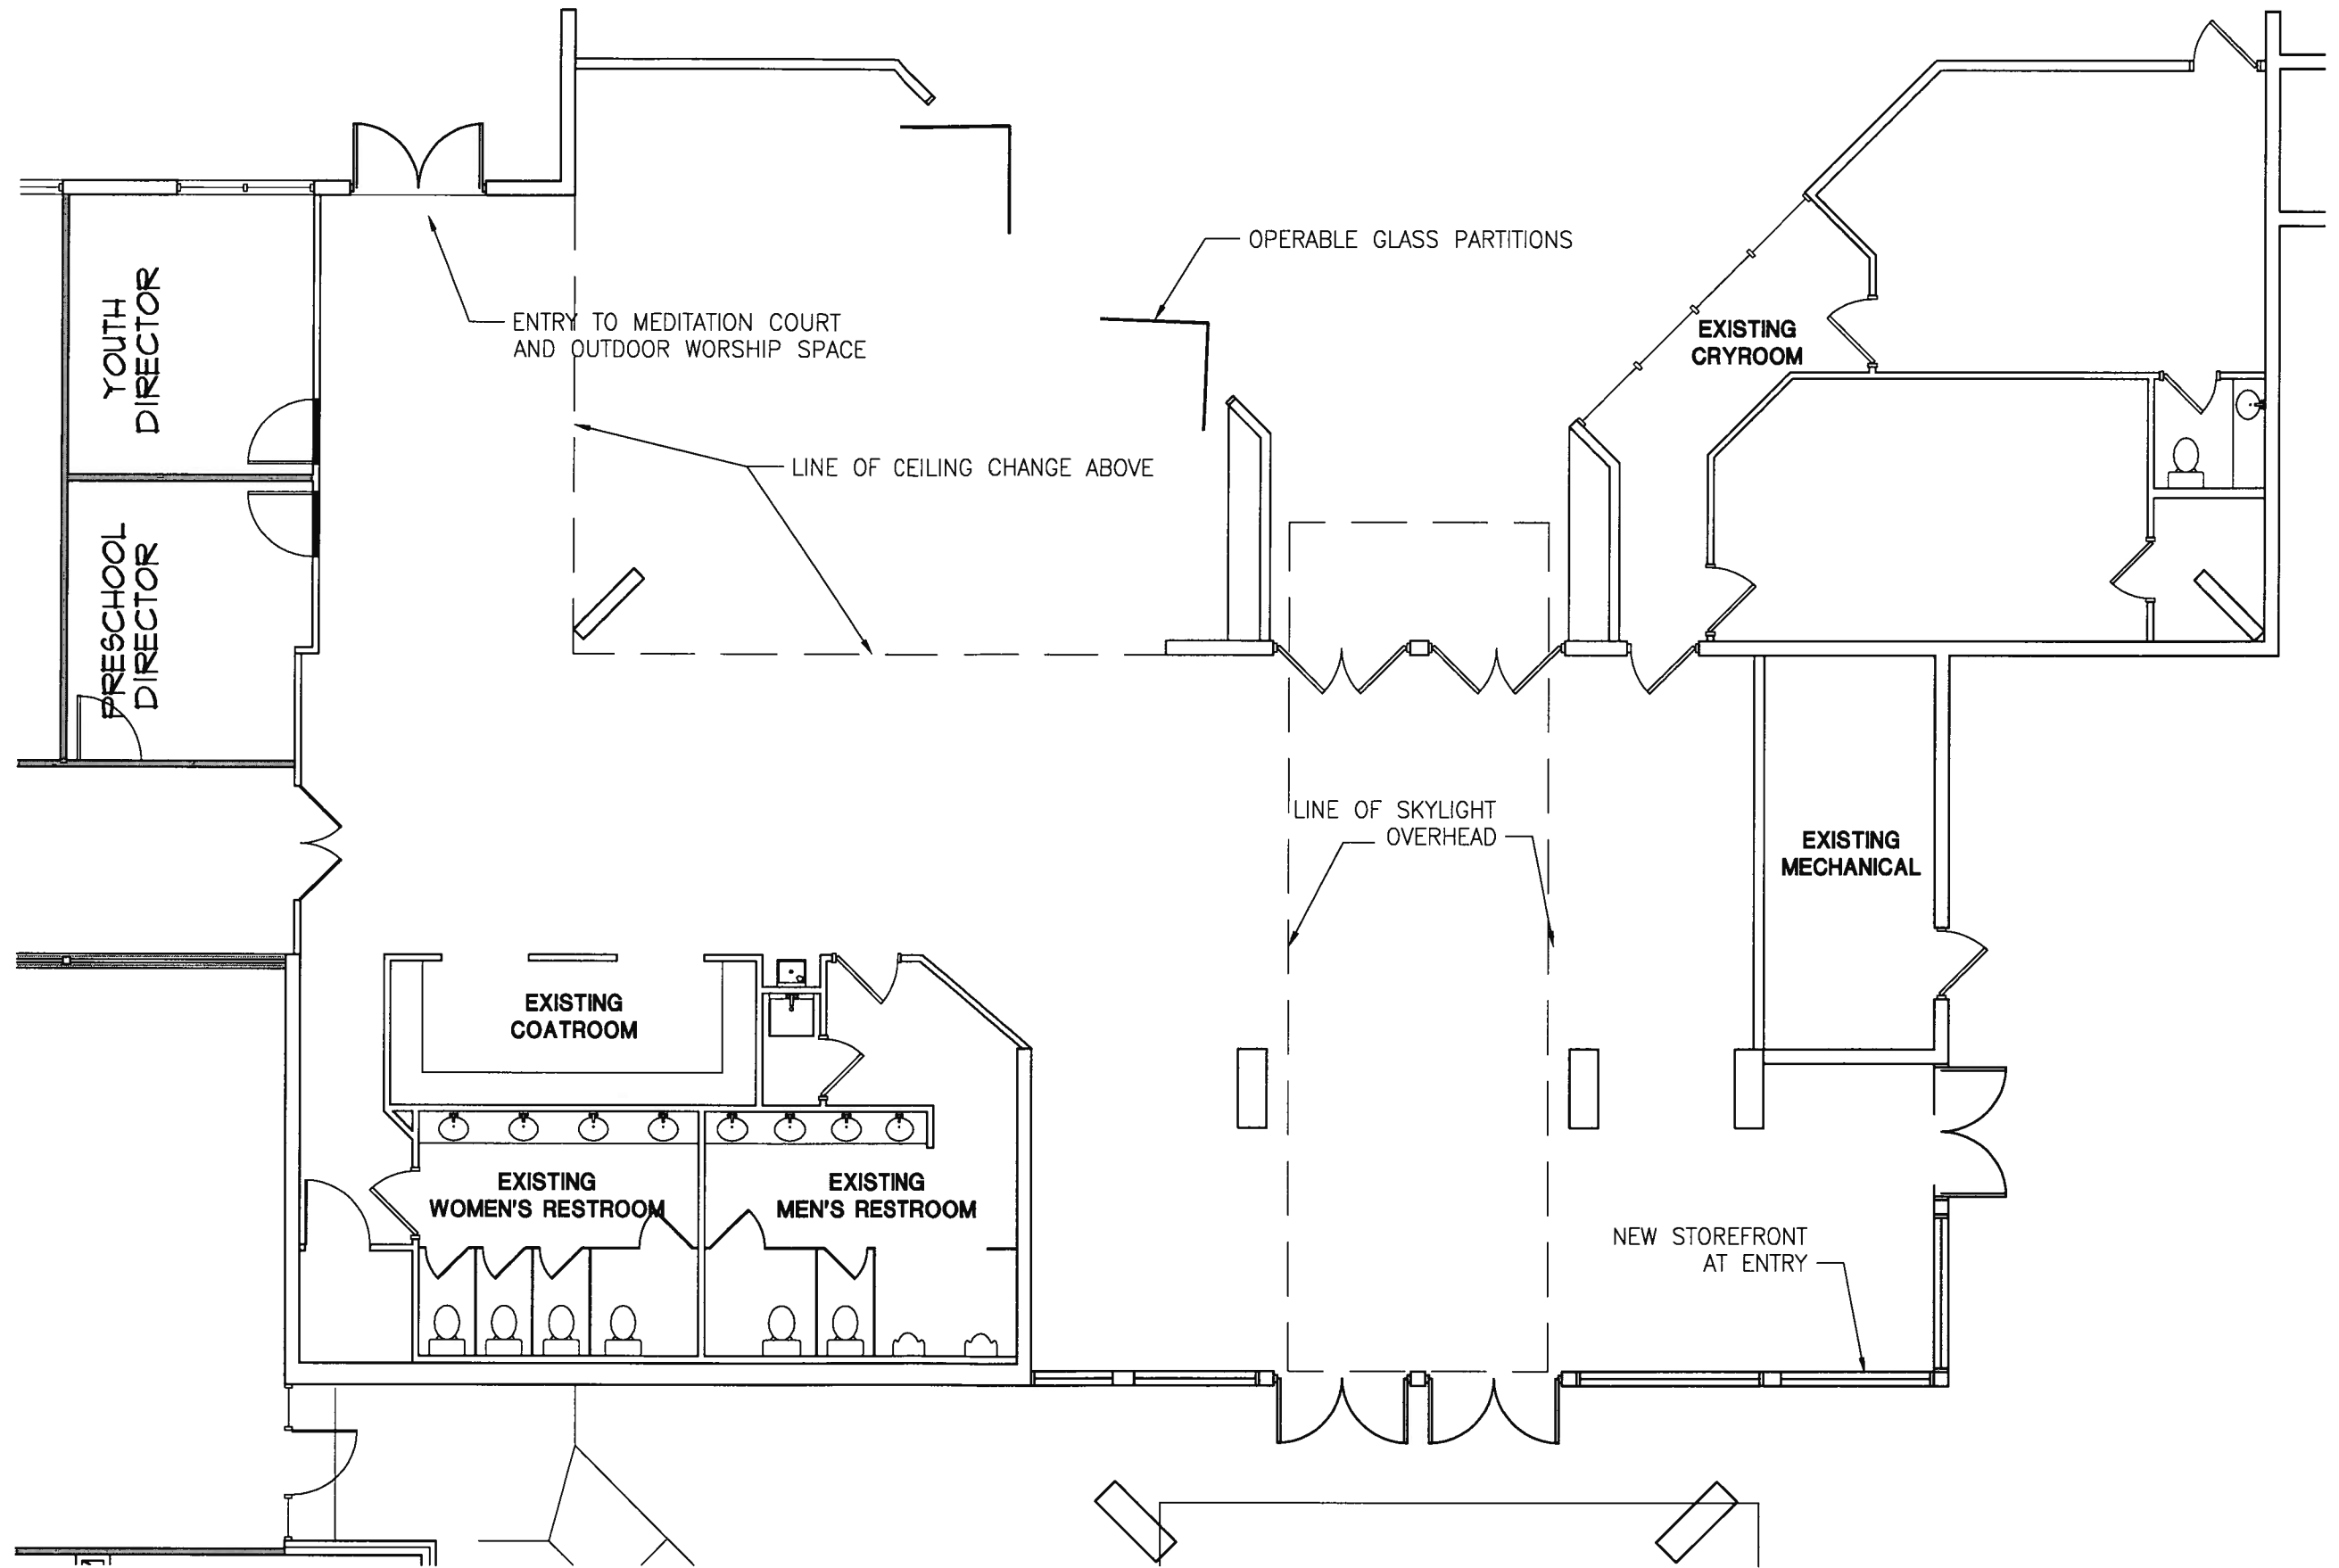 OPERABLE GLASS PARTITIONS
YOUTH
DIRECTOR
ENTRY TO MEDITATION COURT
AND OUTDOOR WORSHIP SPACE
EXISTING
CRYROOM
LINE OF CEILING CHANGE ABOVE
PRESCHOOL
DIRECTOR
LINE OF SKYLIGHT
OVERHEAD
EXISTING
MECHANICAL
EXISTING
COATROOM
EXISTING
WOMEN'S RESTROOM
EXISTING
MEN'S RESTROOM
NEW STOREFRONT
AT ENTRY